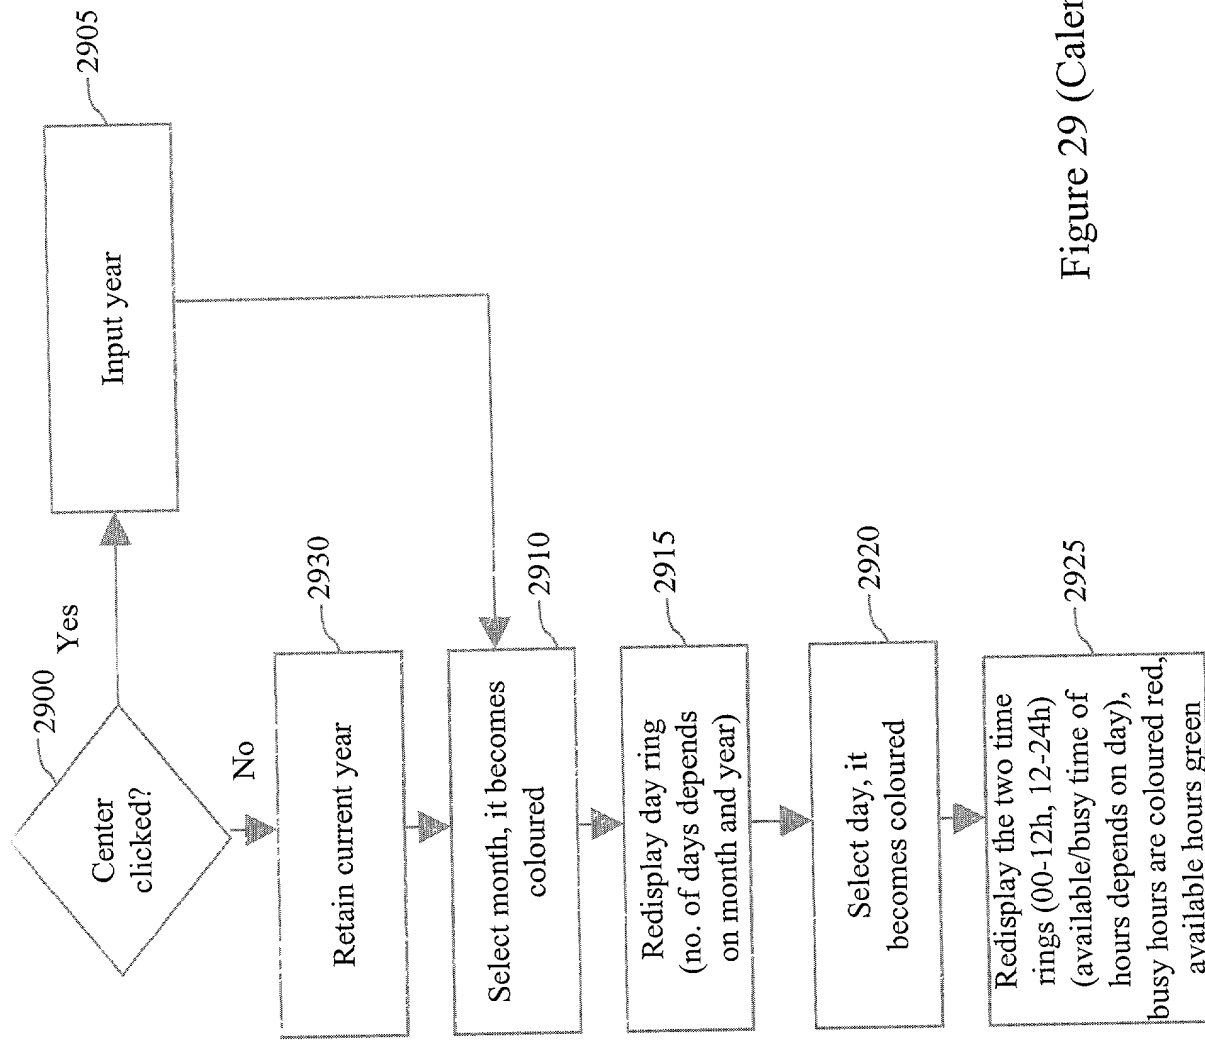 2900
Center
clicked?
Yes
2905
Input year
No
2930
Retain current year
2910
Select month, it becomes
coloured
2915
Redisplay day ring
(no. of days depends
on month and year)
2920
Select day, it
becomes coloured
2925
Redisplay the two time
rings (00-12h, 12-24h)
(available/busy time of
hours depends on day),
busy hours are coloured red,
available hours green
Figure 29 (Caler